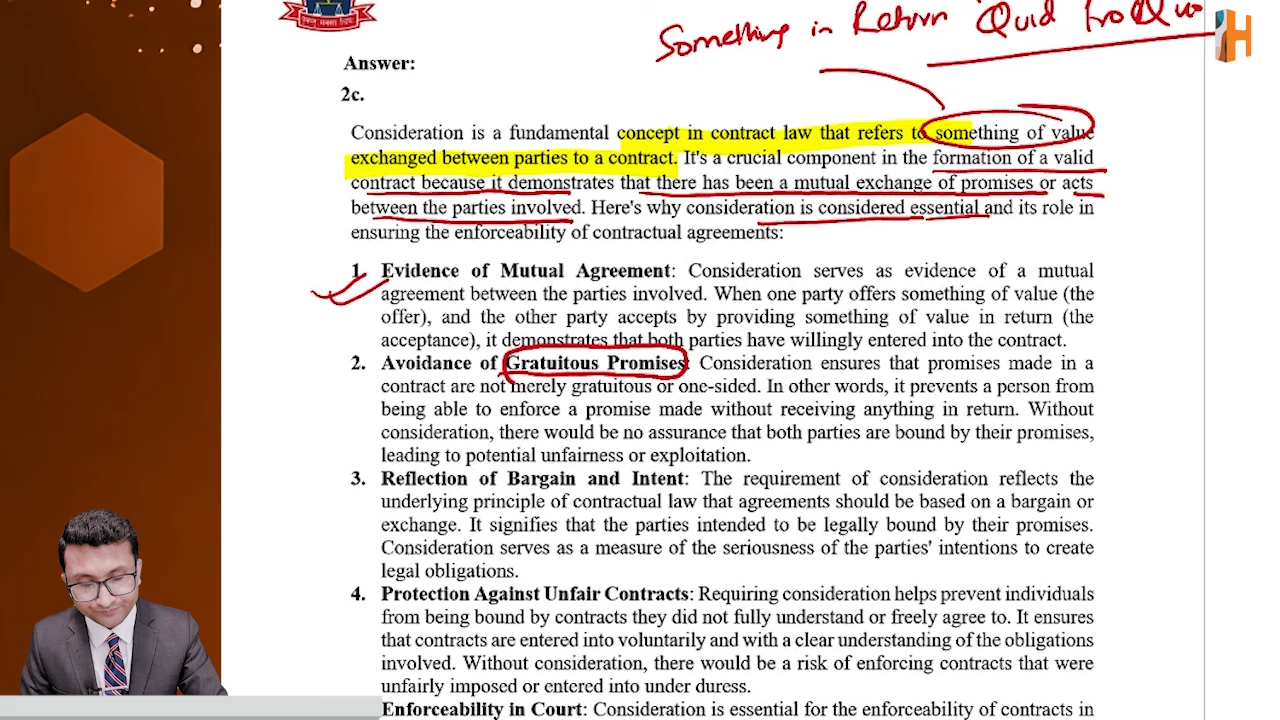 Something in Return Quid Pro Quo
Answer:
2c.
Consideration is a fundamental concept in contract law that refers to something of value
exchanged between parties to a contract. It's a crucial component in the formation of a valid
contract because it demonstrates that there has been a mutual exchange of promises or acts
between the parties involved. Here's why consideration is considered essential and its role in
ensuring the enforceability of contractual agreements:
1. Evidence of Mutual Agreement: Consideration serves as evidence of a mutual
agreement between the parties involved. When one party offers something of value (the
offer), and the other party accepts by providing something of value in return (the
acceptance), it demonstrates that both parties have willingly entered into the contract.
2. Avoidance of Gratuitous Promises: Consideration ensures that promises made in a
contract are not merely gratuitous or one-sided. In other words, it prevents a person from
being able to enforce a promise made without receiving anything in return. Without
consideration, there would be no assurance that both parties are bound by their promises,
leading to potential unfairness or exploitation.
3. Reflection of Bargain and Intent: The requirement of consideration reflects the
underlying principle of contractual law that agreements should be based on a bargain or
exchange. It signifies that the parties intended to be legally bound by their promises.
Consideration serves as a measure of the seriousness of the parties' intentions to create
legal obligations.
4. Protection Against Unfair Contracts: Requiring consideration helps prevent individuals
from being bound by contracts they did not fully understand or freely agree to. It ensures
that contracts are entered into voluntarily and with a clear understanding of the obligations
involved. Without consideration, there would be a risk of enforcing contracts that were
unfairly imposed or entered into under duress.
Enforceability in Court: Consideration is essential for the enforceability of contracts in